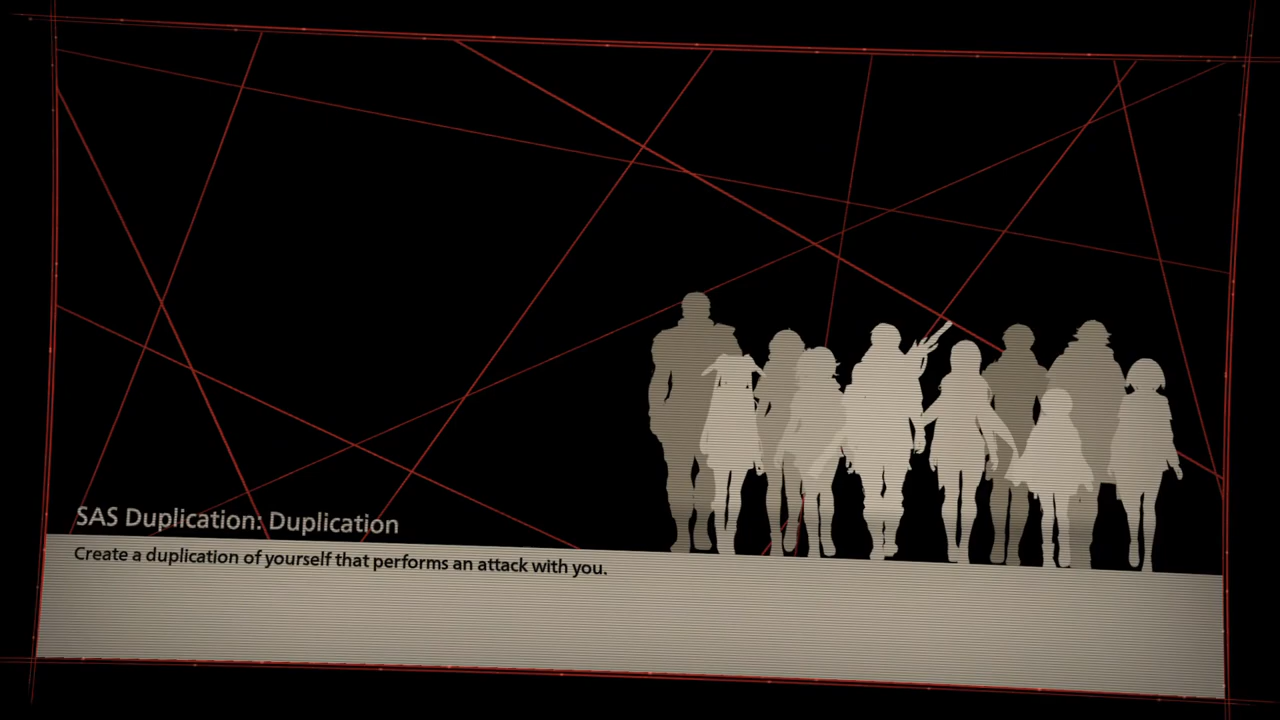 SAS Duplication: Duplication
Create a duplication of yourself that performs an attack with you.